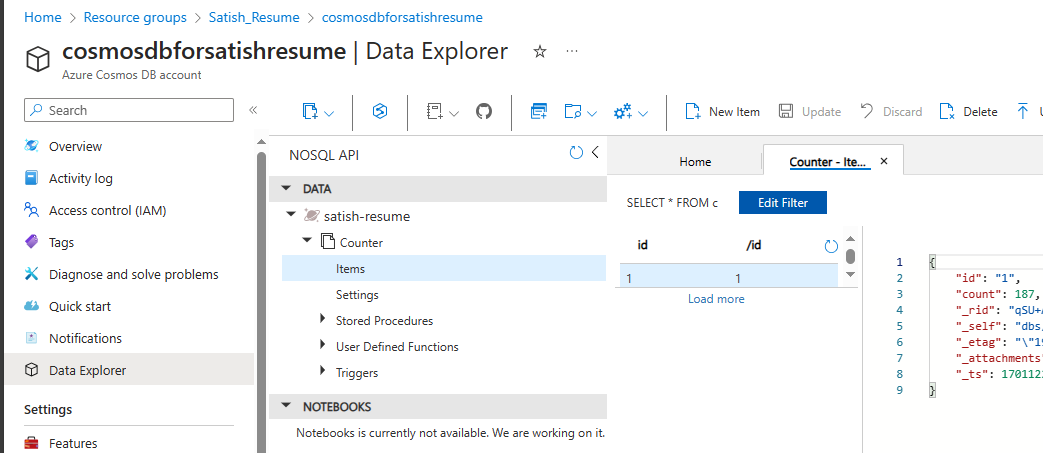 Home > Resource groups > Satish_Resume > cosmosdbforsatishresume
cosmosdbforsatishresume | Data Explorer
Azure Cosmos DB account
Search
Overview
Activity log
Access control (IAM)
Tags
Diagnose and solve problems
Quick start
Notifications
Data Explorer
Settings
Features
New Item
Update
Discard
Delete
NOSQL API
DATA
satish-resume
Counter
Items
Settings
Stored Procedures
User Defined Functions
Triggers
NOTEBOOKS
Notebooks is currently not available. We are working on it.
Home
Counter - Ite...
SELECT * FROM c
Edit Filter
id /id
1 1
Load more
1 {
2 "id": "1",
3 "count": 187,
4 "_rid": "qSU+
5 "_self": "dbs
6 "_etag": "\"19
7 "_attachments"
8 "_ts": 170112
9 }